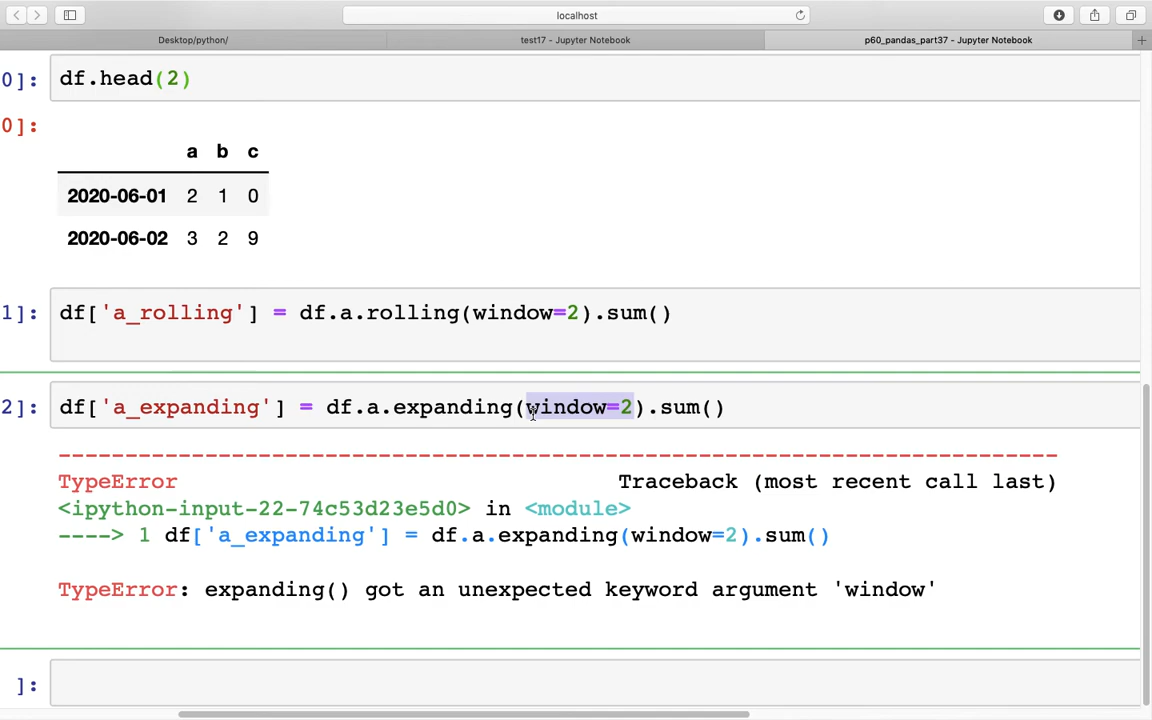 localhost
Desktop/python/
test17 - Jupyter Notebook
p60_pandas_part37 - Jupyter Notebook
0]: df.head(2)
0]:
a b c
2020-06-01 2 1 0
2020-06-02 3 2 9
1]: df['a_rolling'] = df.a.rolling(window=2).sum()
2]: df['a_expanding'] = df.a.expanding(window=2).sum()
---------------------------------------------------------------------------
TypeError Traceback (most recent call last)
<ipython-input-22-74c53d23e5d0> in <module>
----> 1 df['a_expanding'] = df.a.expanding(window=2).sum()
TypeError: expanding() got an unexpected keyword argument 'window'
]: